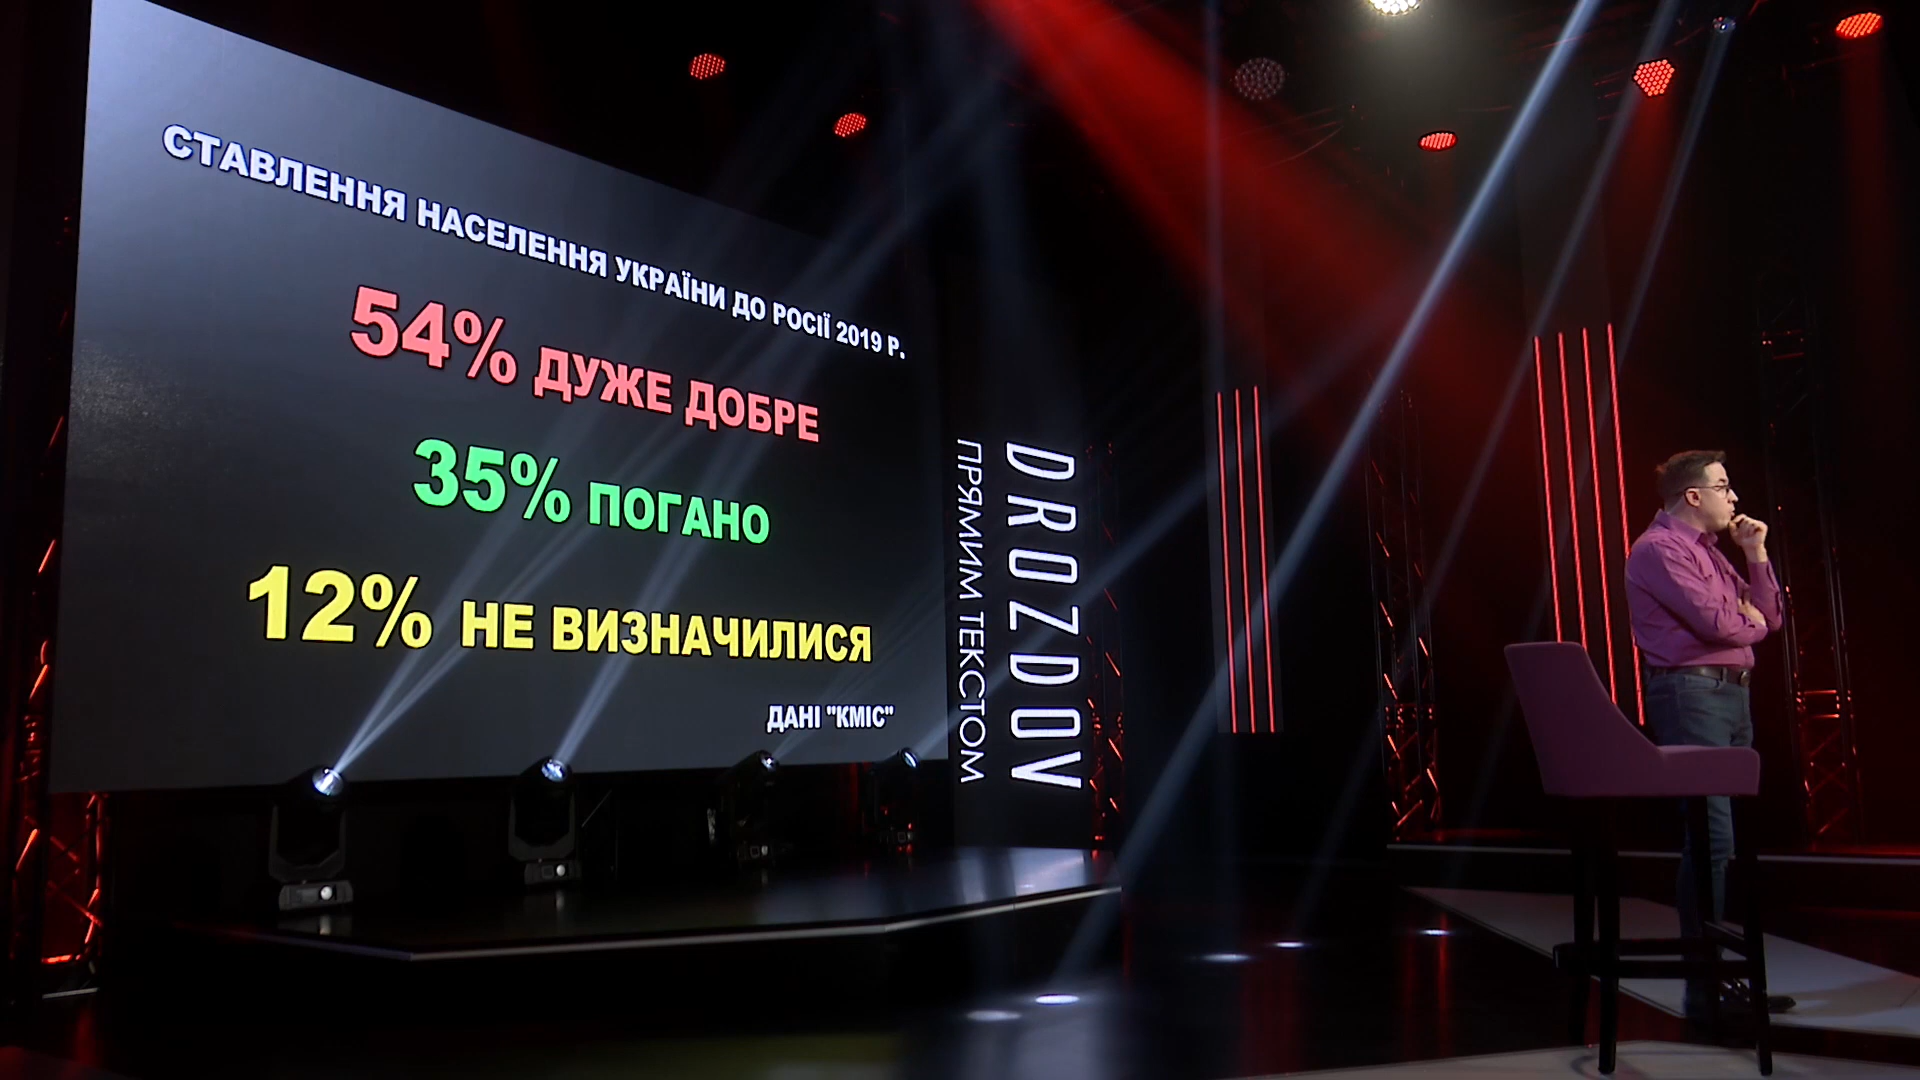 СТАВЛЕННЯ НАСЕЛЕННЯ УКРАЇНИ ДО РОСІЇ 2019 Р.
54% ДУЖЕ ДОБРЕ
35% ПОГАНО
12% НЕ ВИЗНАЧИЛИСЯ
ДАНІ "КМІС"
DROZDOV
ПРЯМИМ ТЕКСТОМ